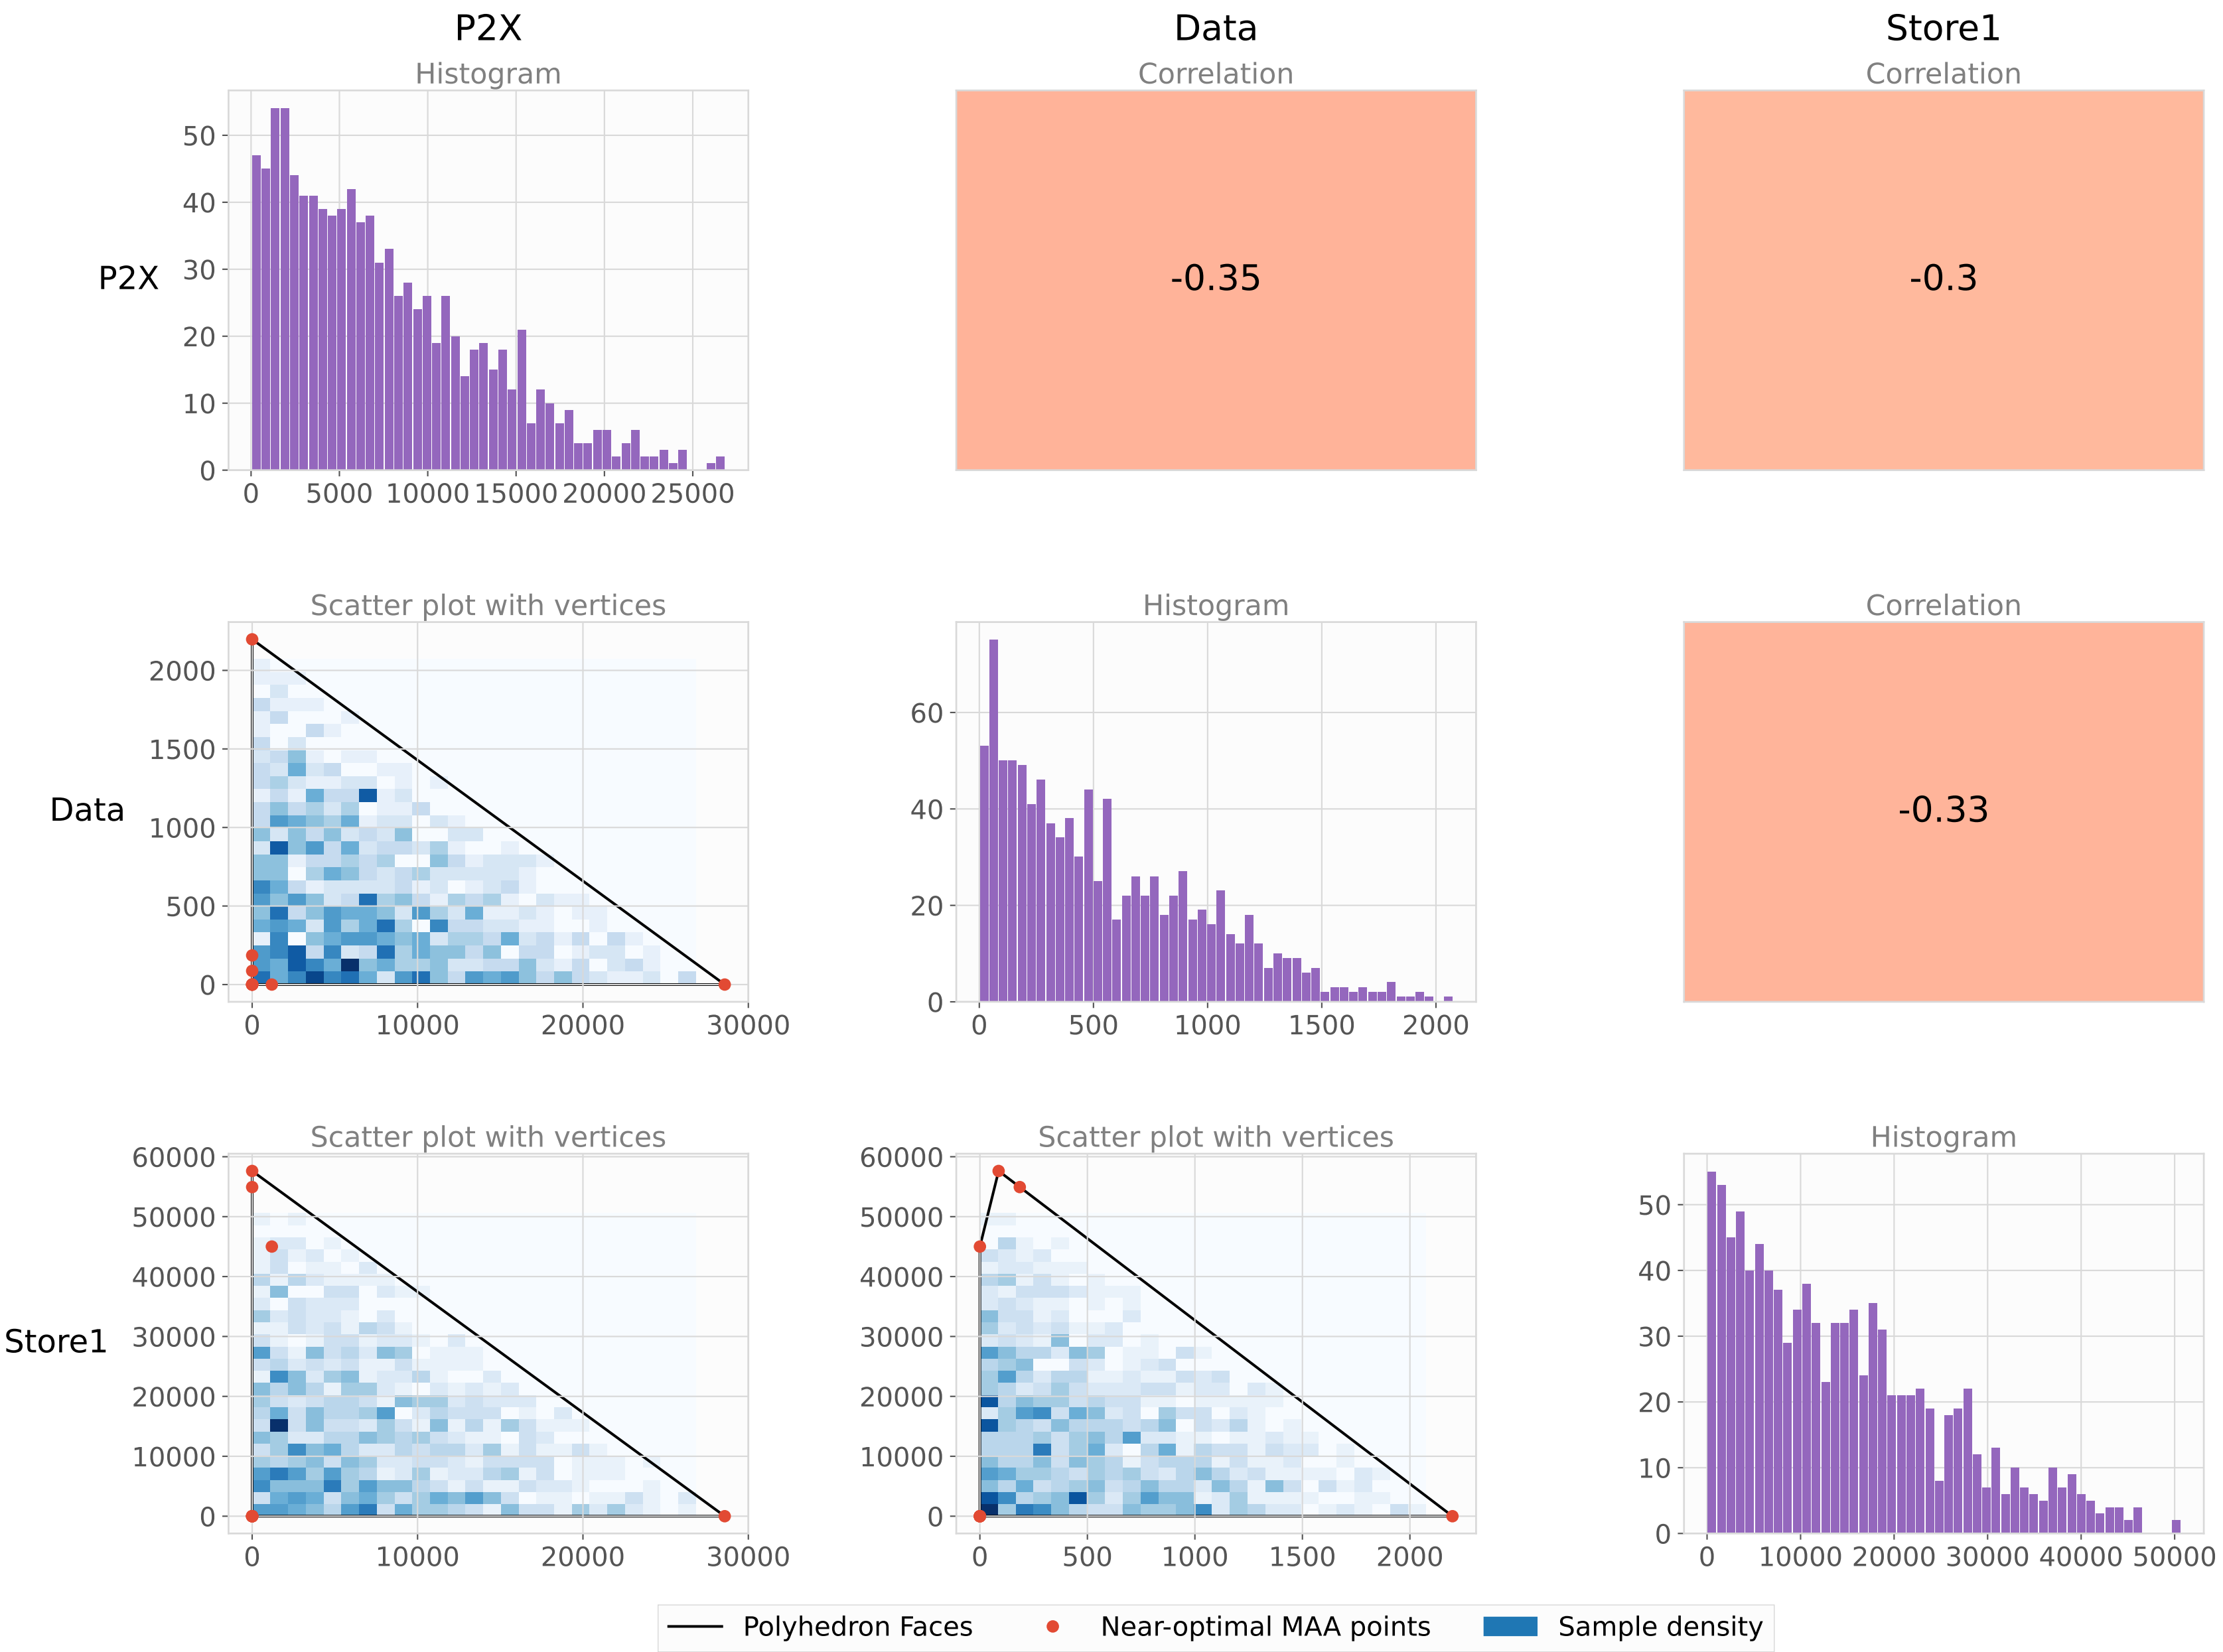 P2X Data Store1
Histogram Correlation Correlation
P2X
50
40
30
20
10
0
0 5000 10000 15000 20000 25000
-0.35
-0.3
Scatter plot with vertices Histogram Correlation
Data
2000
1500
1000
500
0
0 10000 20000 30000
60
40
20
0
0 500 1000 1500 2000
-0.33
Scatter plot with vertices Scatter plot with vertices Histogram
Store1
60000
50000
40000
30000
20000
10000
0
0 10000 20000 30000
60000
50000
40000
30000
20000
10000
0
0 500 1000 1500 2000
50
40
30
20
10
0
0 10000 20000 30000 40000 50000
Polyhedron Faces Near-optimal MAA points Sample density